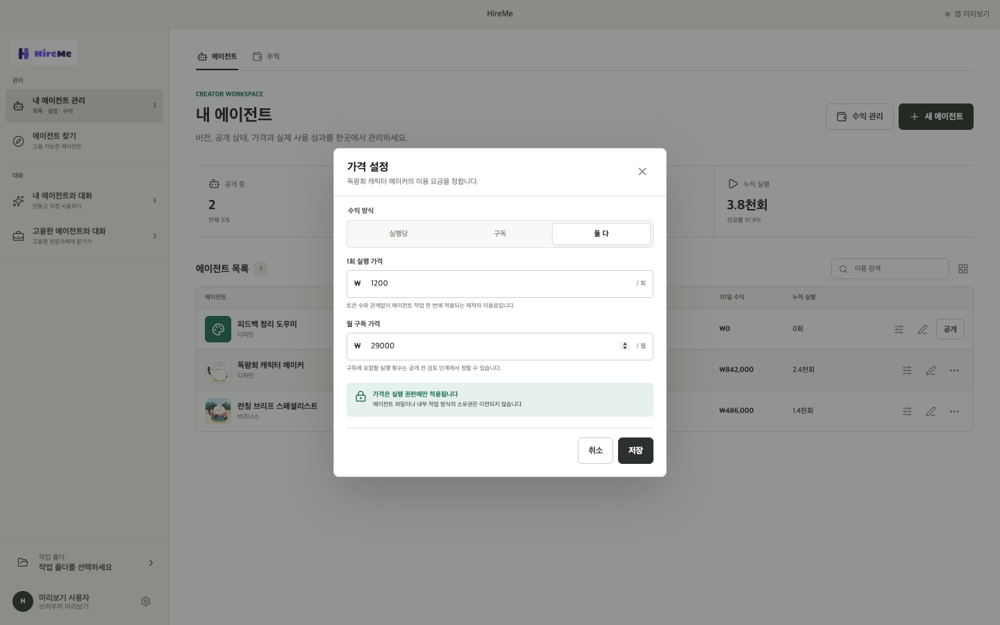 HireMe
앱 미리보기
HireMe
관리
내 에이전트 관리
목록 · 설명 · 수익
3
에이전트 찾기
고용 가능한 에이전트
대화
내 에이전트와 대화
만들고 직접 사용하기
3
고용한 에이전트와 대화
고용한 전문가에게 맡기기
2
작업 폴더
작업 폴더를 선택하세요
H
미리보기 사용자
브라우저 미리보기
에이전트
수익
CREATOR WORKSPACE
내 에이전트
버전, 공개 상태, 가격과 실제 사용 성과를 한곳에서 관리하세요.
수익 관리
새 에이전트
공개 중
2
전체 3개
누적 실행
3.8천회
성공률 97.8%
에이전트 목록
3
이름 검색
에이전트
30일 수익
누적 실행
피드백 정리 도우미
디자인
₩0
0회
공개
독팜희 캐릭터 메이커
디자인
₩842,000
2.4천회
런칭 브리프 스페셜리스트
비즈니스
₩486,000
1.4천회
가격 설정
독팜희 캐릭터 메이커의 이용 요금을 정합니다.
수익 방식
실행당
구독
둘 다
1회 실행 가격
₩ 1200 / 회
토큰 수와 관계없이 에이전트 작업 한 번에 적용되는 제작자 이용료입니다.
월 구독 가격
₩ 29000 / 월
구독에 포함할 실행 횟수는 공개 전 검토 단계에서 정할 수 있습니다.
가격은 실행 권한에만 적용됩니다
에이전트 파일이나 내부 작업 방식의 소유권은 이전되지 않습니다.
취소
저장